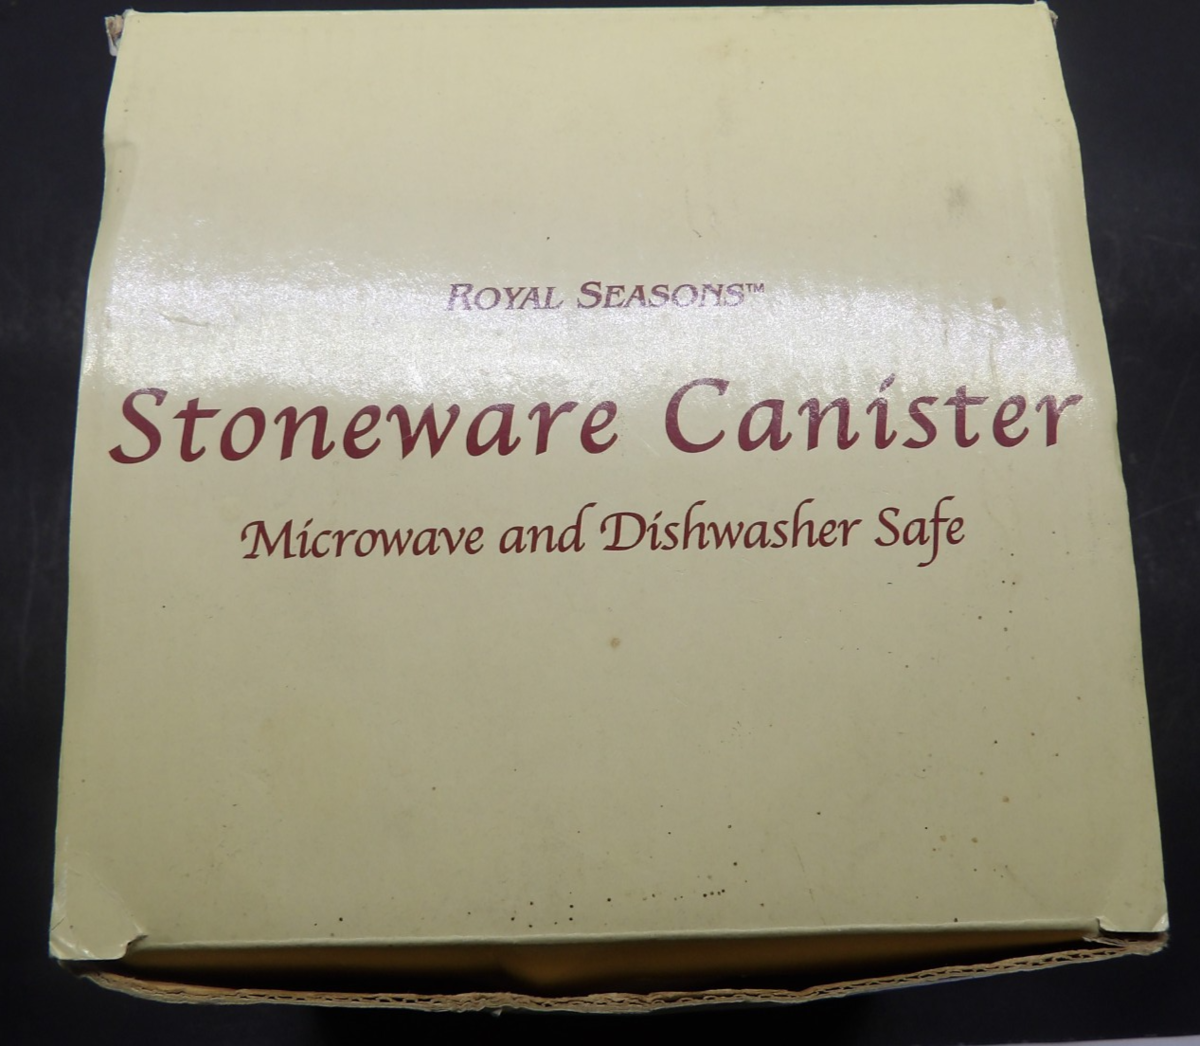 ROYAL SEASONS™
Stoneware Canister
Microwave and Dishwasher Safe